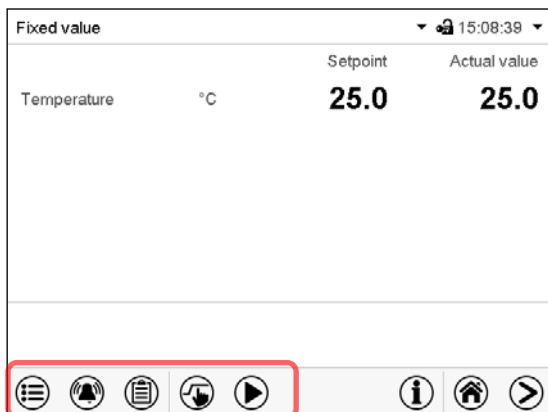 Fixed value 15:08:39
Setpoint Actual value
Temperature °C 25.0 25.0